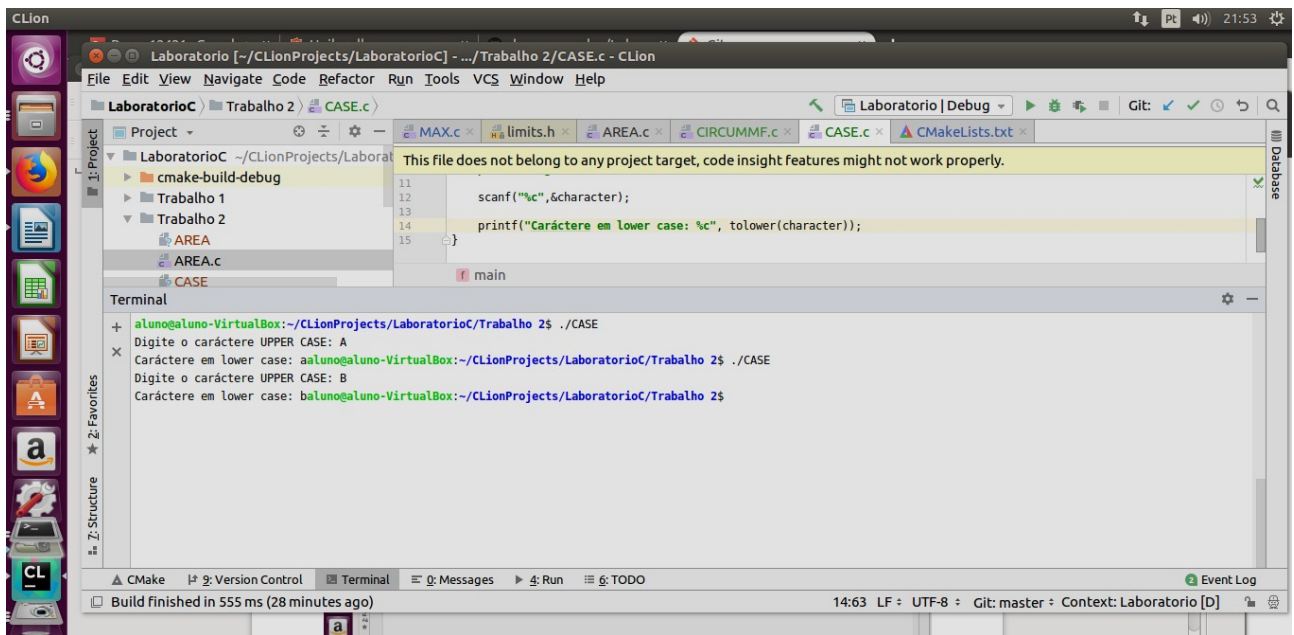 CLion
Pt
21:53
Laboratorio [~/CLionProjects/LaboratorioC] - .../Trabalho 2/CASE.c - CLion
File Edit View Navigate Code Refactor Run Tools VCS Window Help
LaboratorioC Trabalho 2 CASE.c
Laboratorio | Debug
Git:
1: Project
Project
MAX.c
limits.h
AREA.c
CIRCUMMF.c
CASE.c
CMakeLists.txt
Database
LaboratorioC ~/CLionProjects/Laborat
This file does not belong to any project target, code insight features might not work properly.
cmake-build-debug
Trabalho 1
Trabalho 2
AREA
AREA.c
CASE
11
12 scanf("%c",&character);
13
14 printf("Caráctere em lower case: %c", tolower(character));
15 }
f main
Terminal
aluno@aluno-VirtualBox:~/CLionProjects/LaboratorioC/Trabalho 2$ ./CASE
Digite o caráctere UPPER CASE: A
Caráctere em lower case: aaluno@aluno-VirtualBox:~/CLionProjects/LaboratorioC/Trabalho 2$ ./CASE
Digite o caráctere UPPER CASE: B
Caráctere em lower case: baluno@aluno-VirtualBox:~/CLionProjects/LaboratorioC/Trabalho 2$
2: Favorites
Z: Structure
CMake 9: Version Control Terminal 0: Messages 4: Run 6: TODO
2 Event Log
Build finished in 555 ms (28 minutes ago)
14:63 LF UTF-8 Git: master Context: Laboratorio [D]
A
a
CL
a